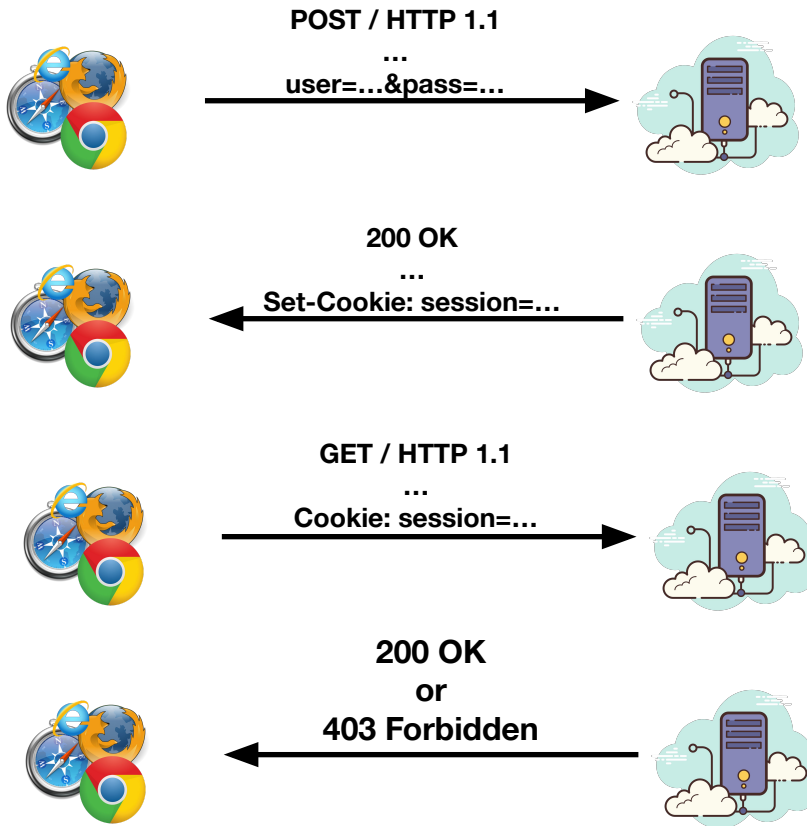 POST / HTTP 1.1
...
user=...&pass=...
200 OK
...
Set-Cookie: session=...
GET / HTTP 1.1
...
Cookie: session=...
200 OK
or
403 Forbidden